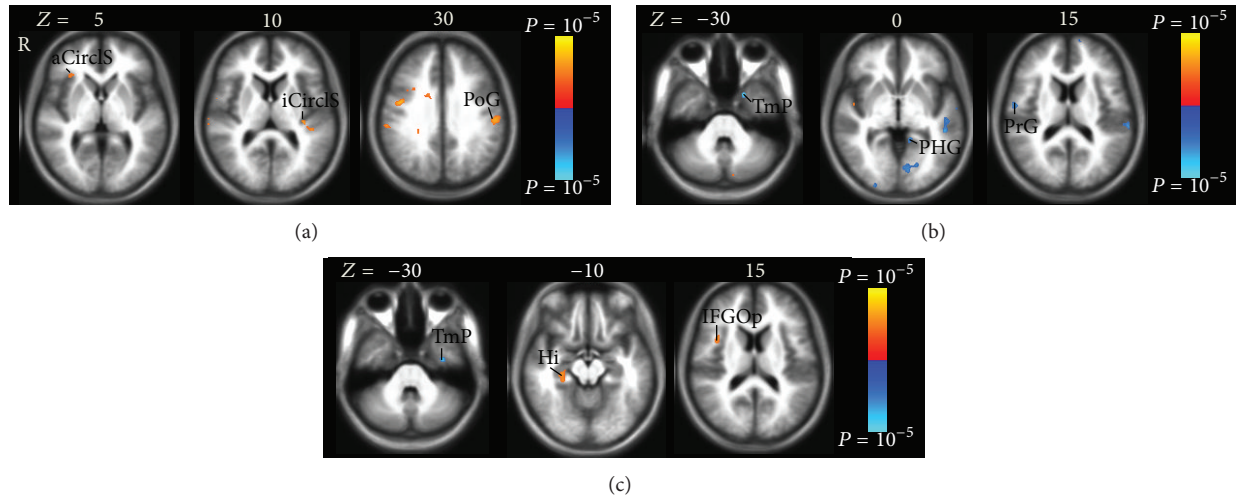 Z = 5 10 30
P = 10⁻⁵
R
aCirclS
iCirclS
PoG
P = 10⁻⁵
(a)
Z = −30 0 15
P = 10⁻⁵
TmP
PHG
PrG
P = 10⁻⁵
(b)
Z = −30 −10 15
P = 10⁻⁵
TmP
Hi
IFGOp
P = 10⁻⁵
(c)